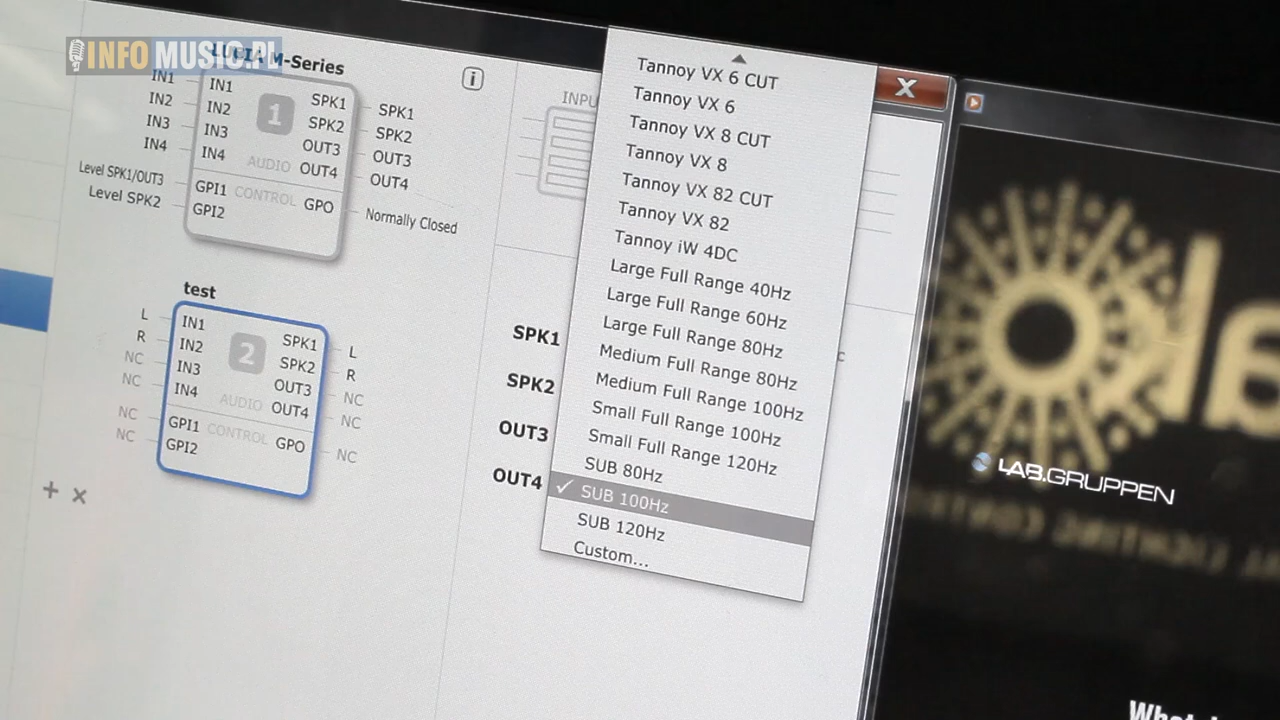 INFO MUSIC.PL
LUCIA M-Series
IN1
IN2
IN3
IN4
Level SPK1/OUT3
Level SPK2
IN1
IN2
IN3
IN4
1
SPK1
SPK2
OUT3
OUT4
AUDIO
GPI1
GPI2
CONTROL
GPO
SPK1
SPK2
OUT3
OUT4
Normally Closed
test
L
R
NC
NC
NC
NC
IN1
IN2
IN3
IN4
2
SPK1
SPK2
OUT3
OUT4
AUDIO
GPI1
GPI2
CONTROL
GPO
L
R
NC
NC
NC
INPU
SPK1
SPK2
OUT3
OUT4
Tannoy VX 6 CUT
Tannoy VX 6
Tannoy VX 8 CUT
Tannoy VX 8
Tannoy VX 82 CUT
Tannoy VX 82
Tannoy iW 4DC
Large Full Range 40Hz
Large Full Range 60Hz
Large Full Range 80Hz
Medium Full Range 80Hz
Medium Full Range 100Hz
Small Full Range 100Hz
Small Full Range 120Hz
SUB 80Hz
✓ SUB 100Hz
SUB 120Hz
Custom...
LAB.GRUPPEN